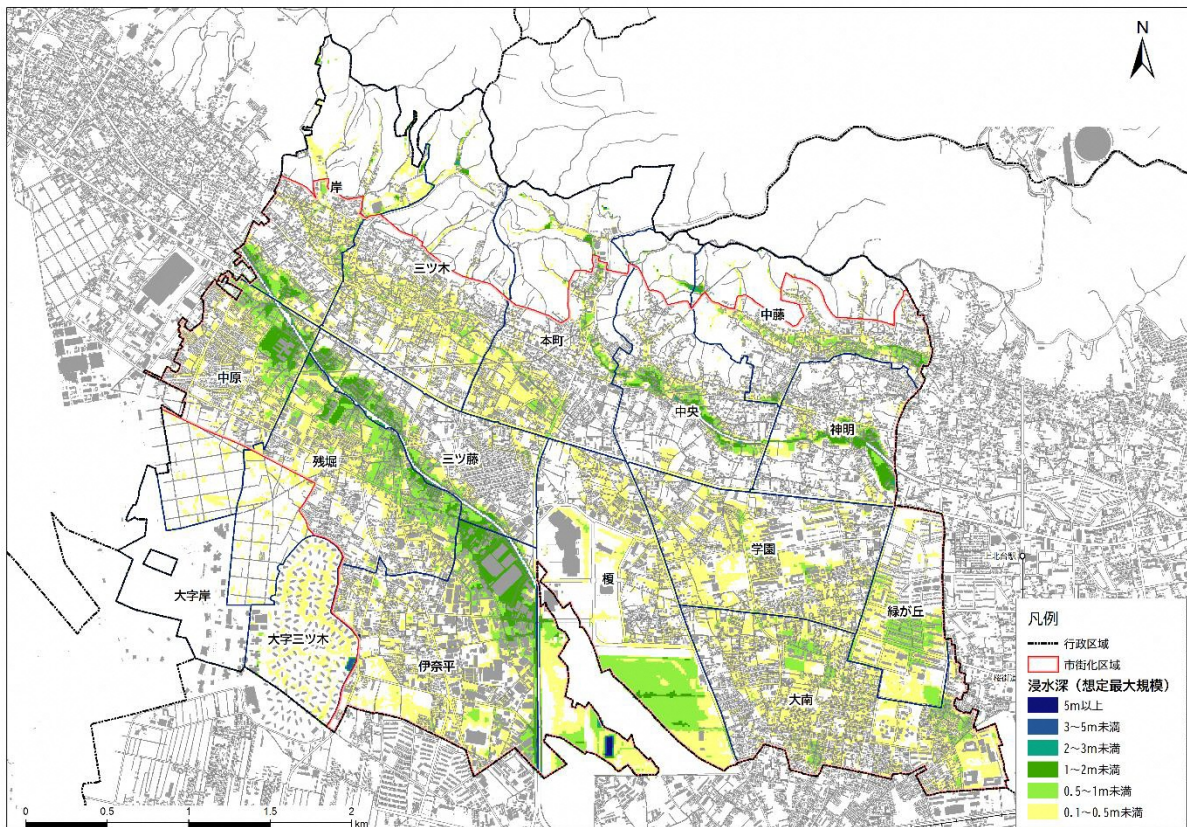 N
岸
三ツ木
中藤
本町
中原
中央
神明
残堀
三ツ藤
学園
榎
大字岸
緑が丘
大字三ツ木
伊奈平
大南
上北台駅
凡例
行政区域
市街化区域
浸水深（想定最大規模）
5m以上
3～5m未満
2～3m未満
1～2m未満
0.5～1m未満
0.1～0.5m未満
0 0.5 1 1.5 2
km